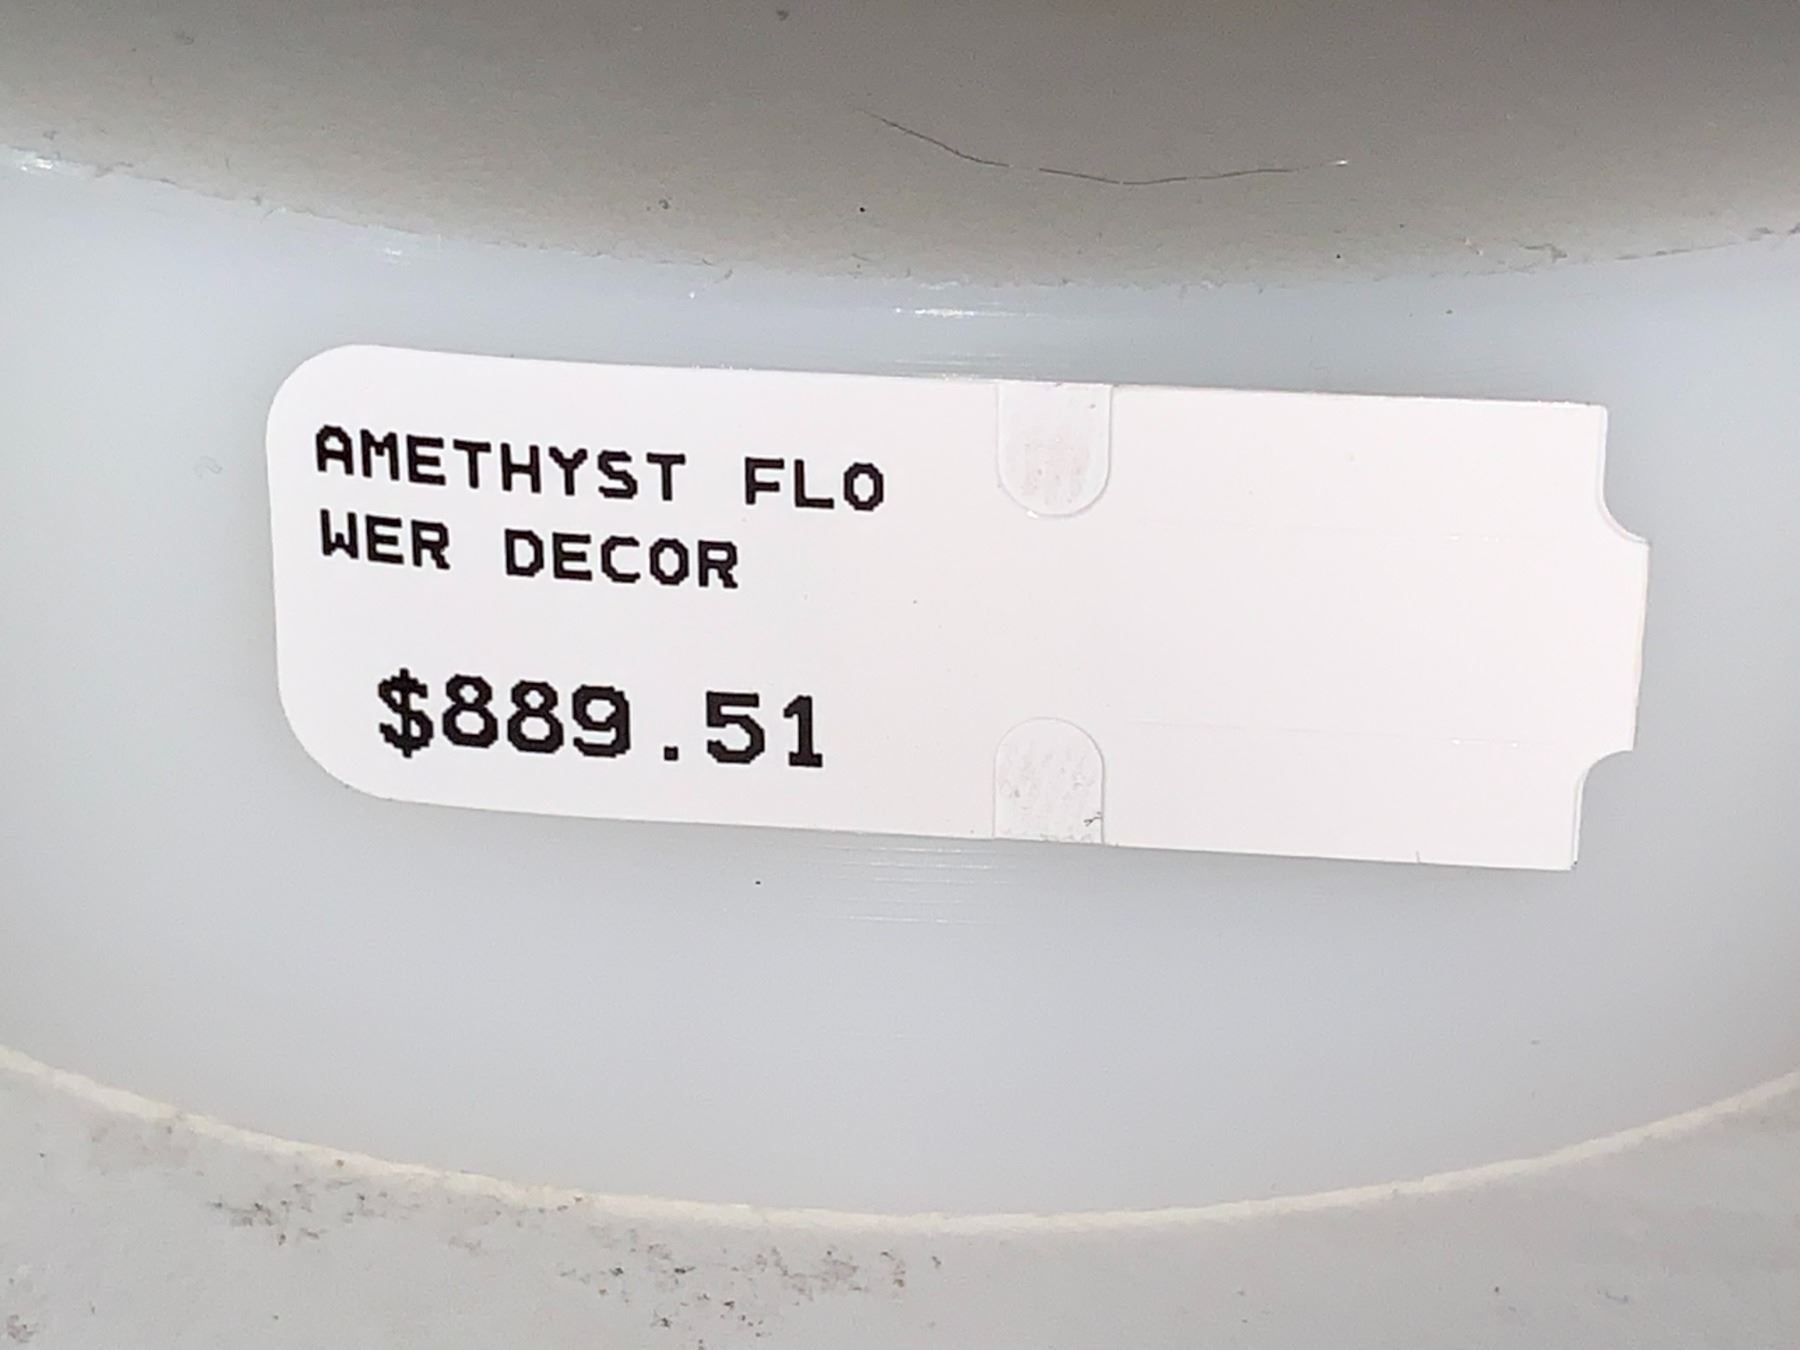 AMETHYST FLO
WER DECOR
$889.51